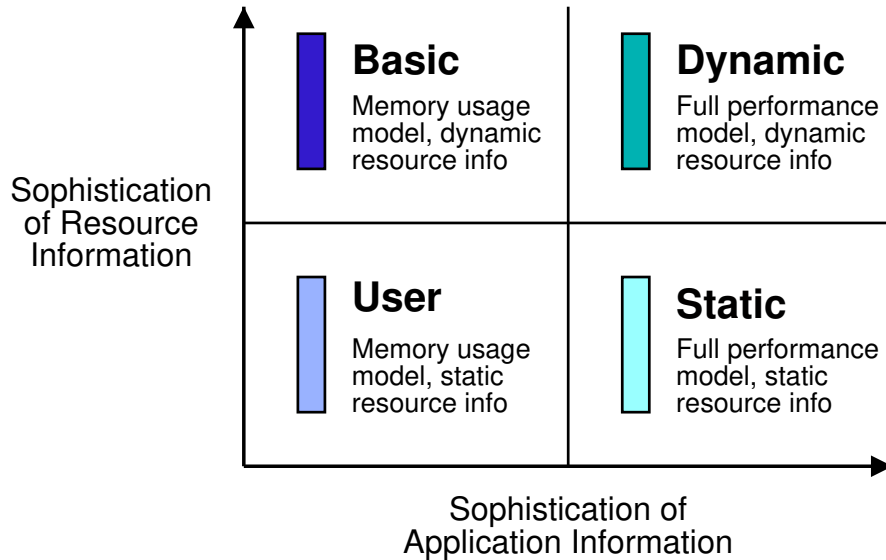 Basic
Memory usage
model, dynamic
resource info
Dynamic
Full performance
model, dynamic
resource info
Sophistication
of Resource
Information
User
Memory usage
model, static
resource info
Static
Full performance
model, static
resource info
Sophistication of
Application Information